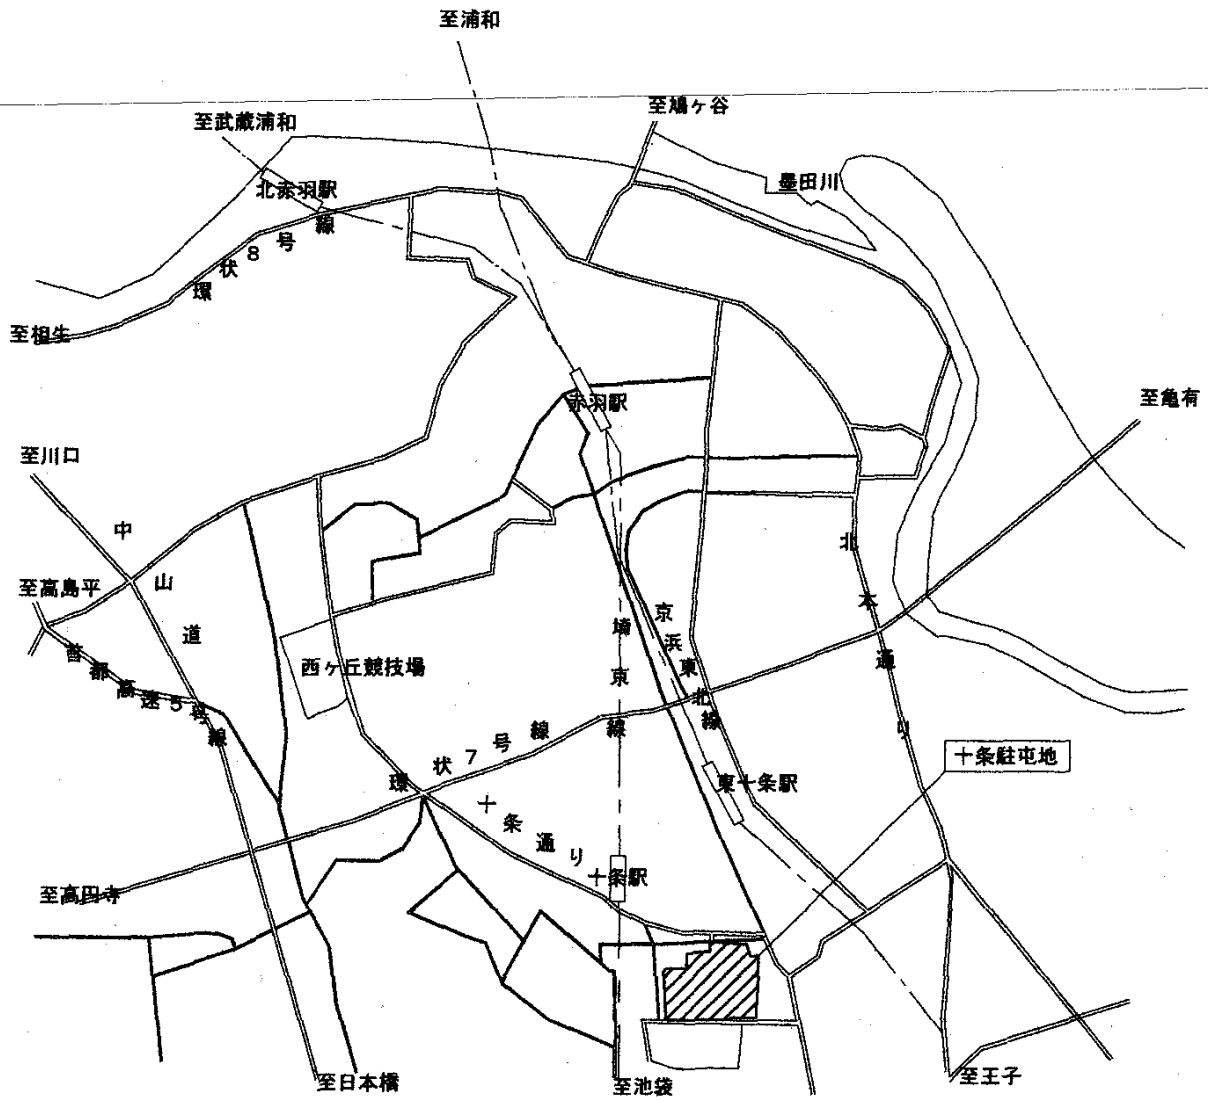 至浦和
至鳩ヶ谷
至武蔵浦和
墨田川
北赤羽駅
環状8号線
至相生
赤羽駅
至亀有
至川口
中山道
北本通り
至高島平
京浜東北線
埼京線
西ヶ丘競技場
首都高速5号線
環状7号線
十条駐屯地
東十条駅
十条通り
十条駅
至高円寺
至日本橋
至池袋
至王子